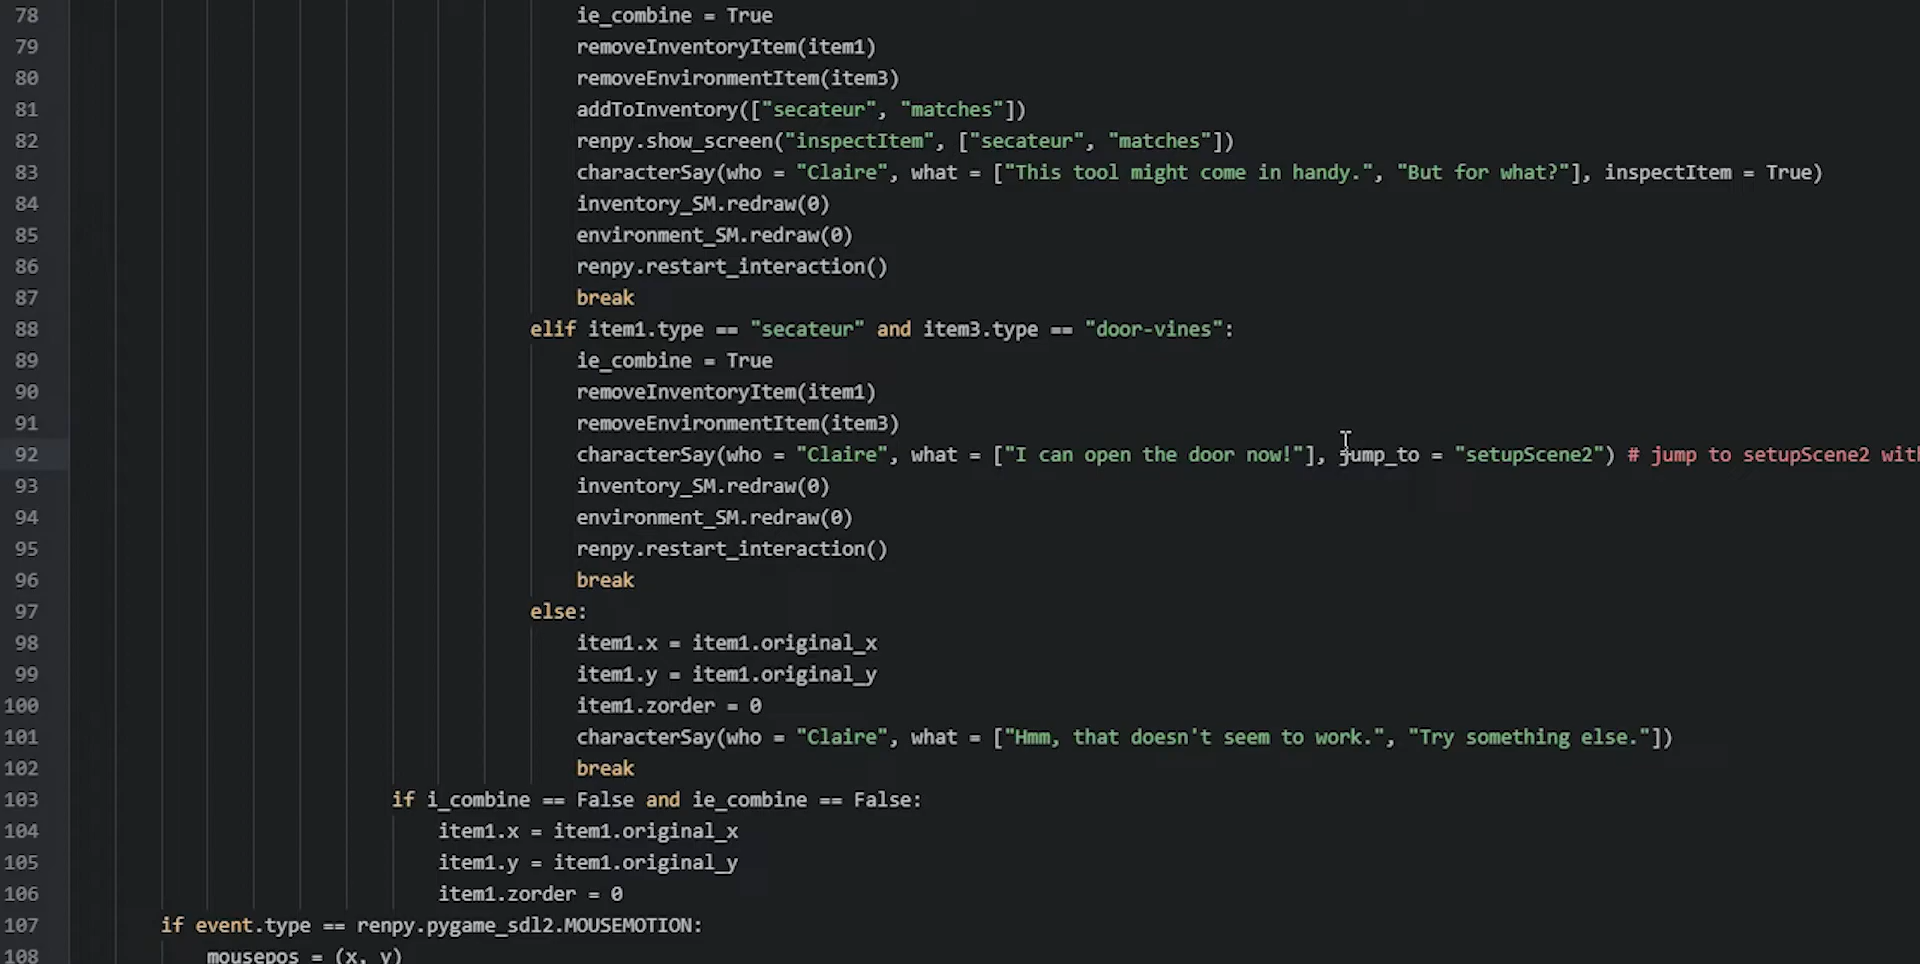 78 ie_combine = True
79 removeInventoryItem(item1)
80 removeEnvironmentItem(item3)
81 addToInventory(["secateur", "matches"])
82 renpy.show_screen("inspectItem", ["secateur", "matches"])
83 characterSay(who = "Claire", what = ["This tool might come in handy.", "But for what?"], inspectItem = True)
84 inventory_SM.redraw(0)
85 environment_SM.redraw(0)
86 renpy.restart_interaction()
87 break
88 elif item1.type == "secateur" and item3.type == "door-vines":
89 ie_combine = True
90 removeInventoryItem(item1)
91 removeEnvironmentItem(item3)
92 characterSay(who = "Claire", what = ["I can open the door now!"], jump_to = "setupScene2") # jump to setupScene2 with
93 inventory_SM.redraw(0)
94 environment_SM.redraw(0)
95 renpy.restart_interaction()
96 break
97 else:
98 item1.x = item1.original_x
99 item1.y = item1.original_y
100 item1.zorder = 0
101 characterSay(who = "Claire", what = ["Hmm, that doesn't seem to work.", "Try something else."])
102 break
103 if i_combine == False and ie_combine == False:
104 item1.x = item1.original_x
105 item1.y = item1.original_y
106 item1.zorder = 0
107 if event.type == renpy.pygame_sdl2.MOUSEMOTION:
108 mousepos = (x, y)